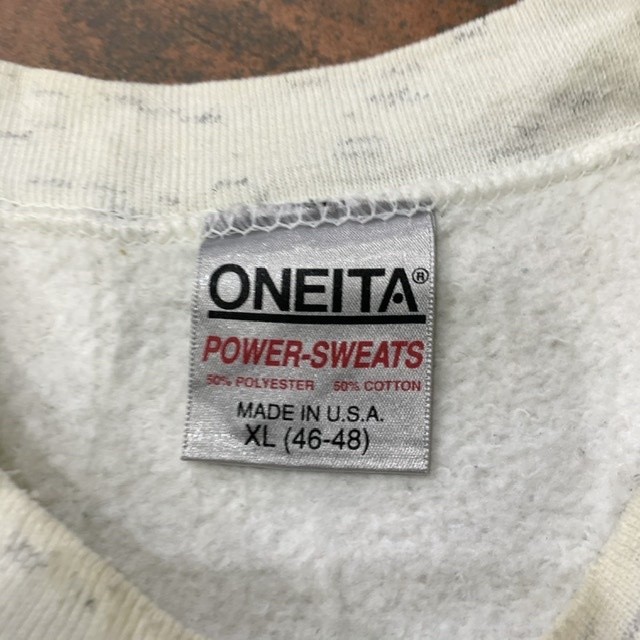 ONEITA®
POWER-SWEATS
50% POLYESTER 50% COTTON
MADE IN U.S.A.
XL (46-48)